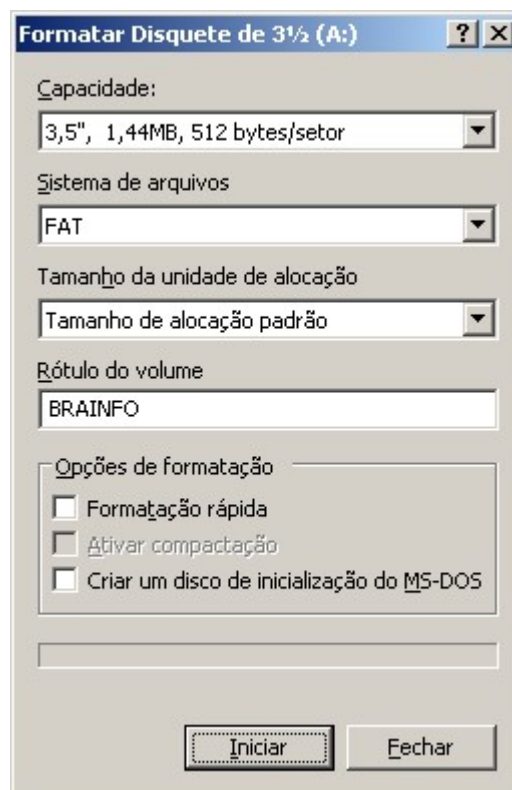 Formatar Disquete de 3½ (A:)
Capacidade:
3,5", 1,44MB, 512 bytes/setor
Sistema de arquivos
FAT
Tamanho da unidade de alocação
Tamanho de alocação padrão
Rótulo do volume
BRAINFO
Opções de formatação
Formatação rápida
Ativar compactação
Criar um disco de inicialização do MS-DOS
Iniciar Fechar